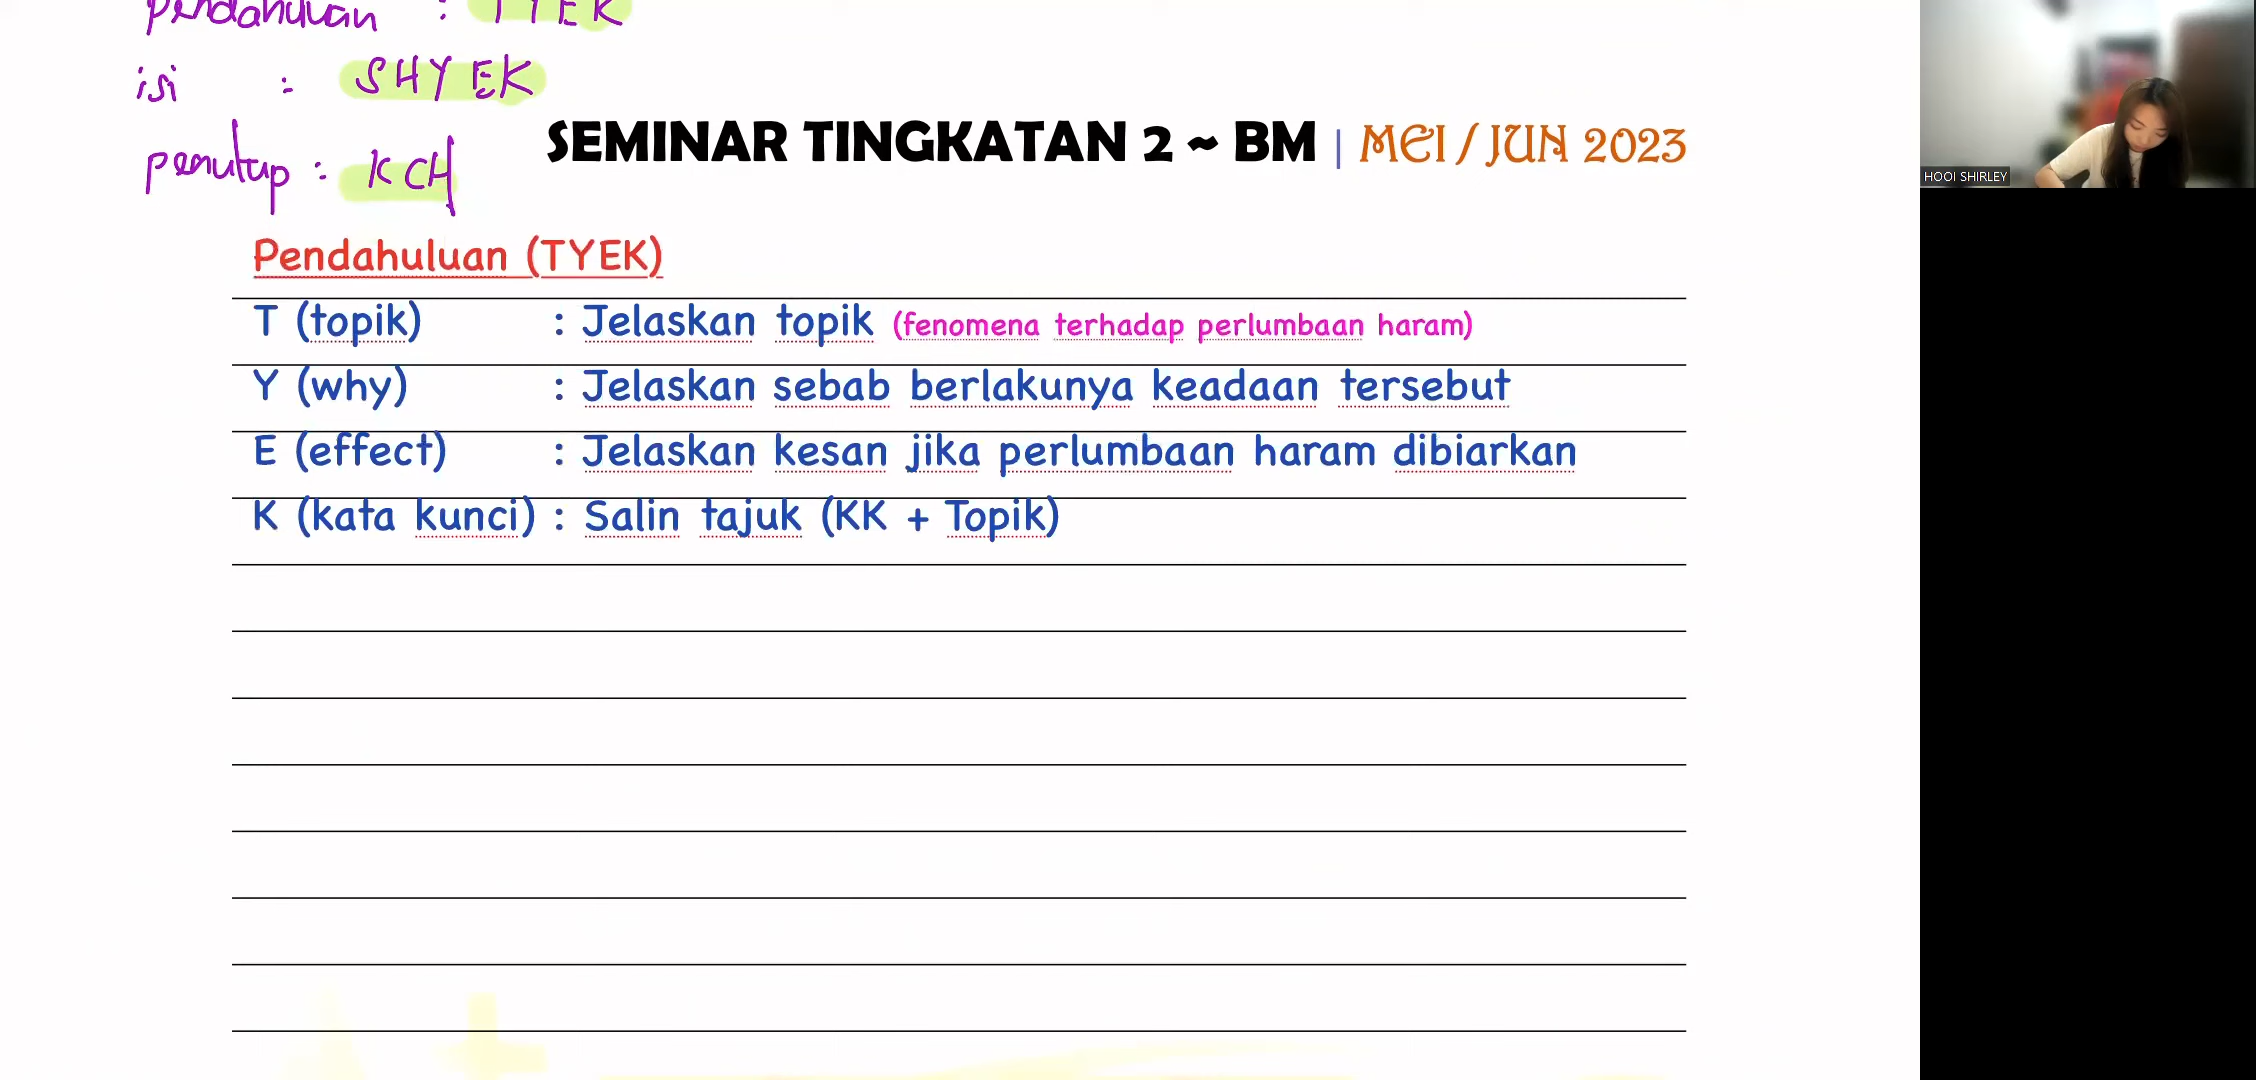 pendahuluan : TYEK
isi : SHYEK
penutup : KCH
SEMINAR TINGKATAN 2 ~ BM | MEI / JUN 2023
HOOI SHIRLEY
Pendahuluan (TYEK)
T (topik) : Jelaskan topik (fenomena terhadap perlumbaan haram)
Y (why) : Jelaskan sebab berlakunya keadaan tersebut
E (effect) : Jelaskan kesan jika perlumbaan haram dibiarkan
K (kata kunci) : Salin tajuk (KK + Topik)